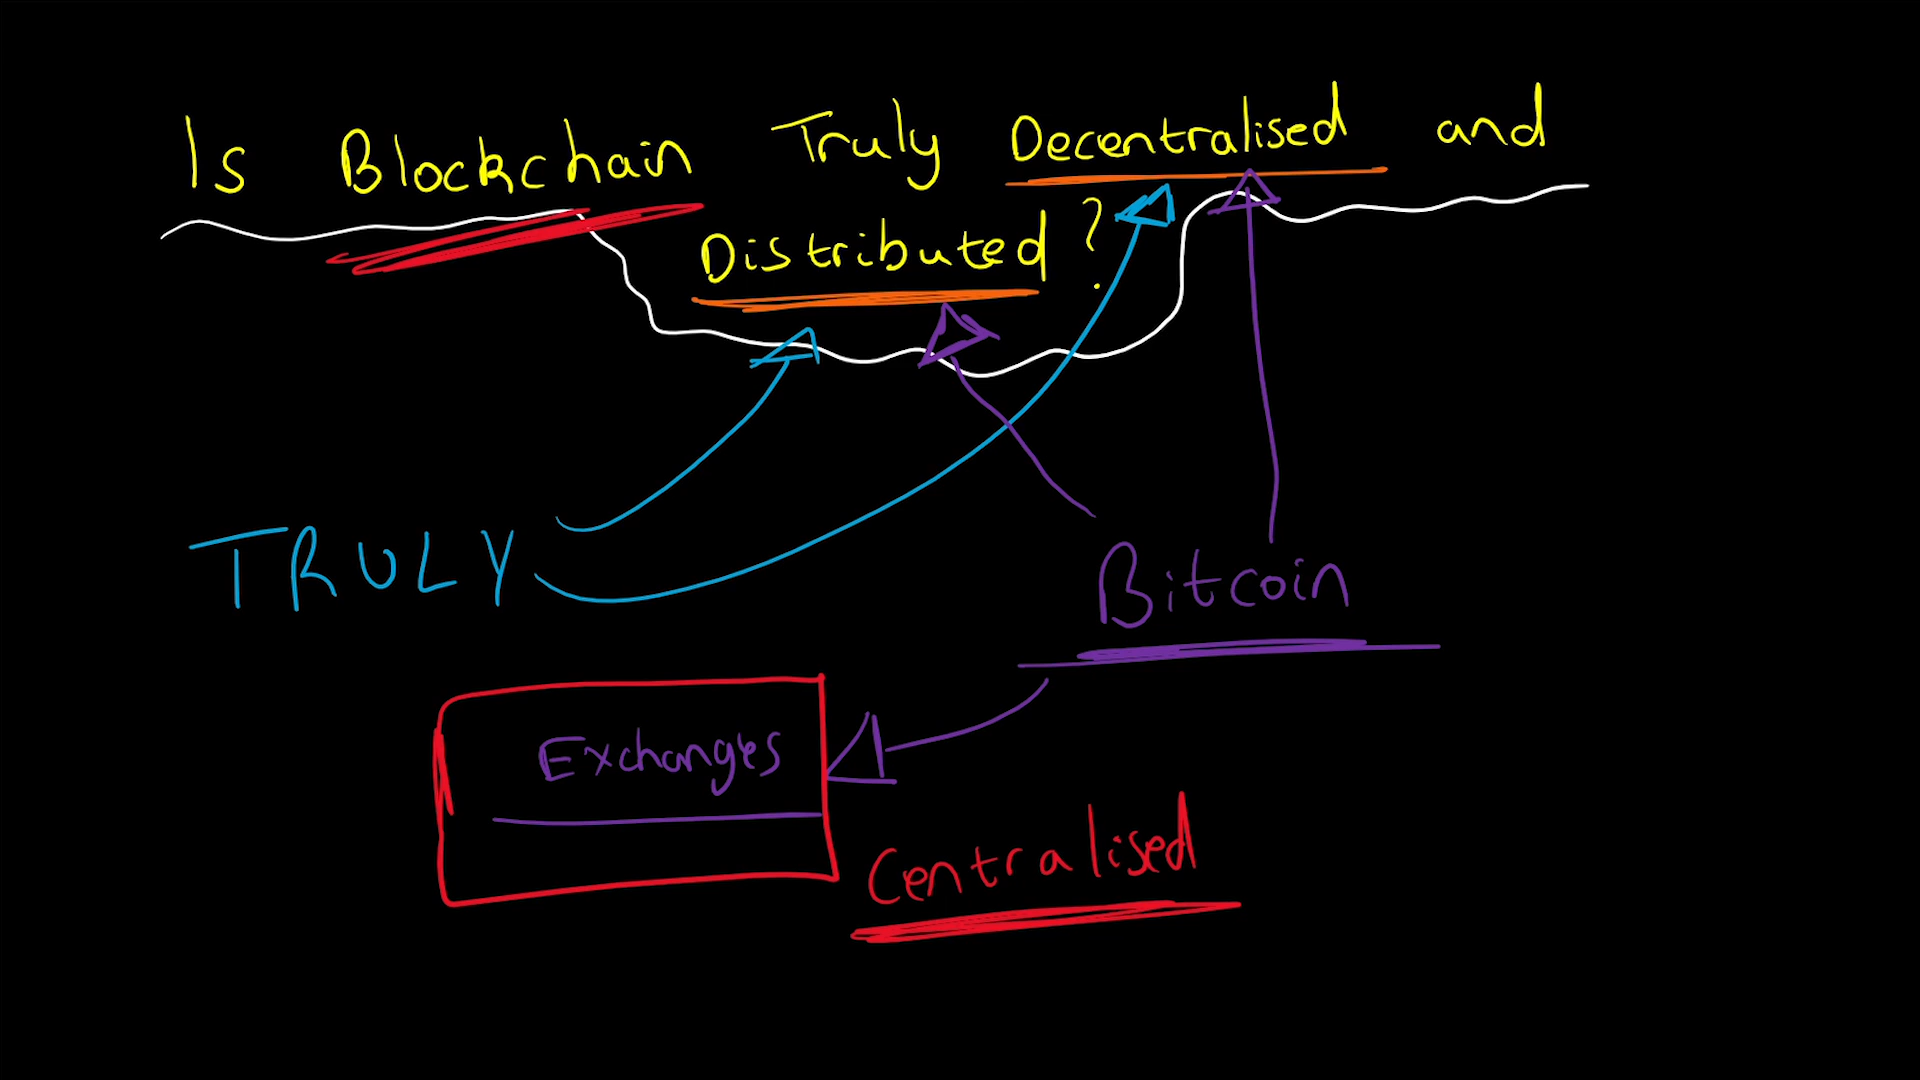 Is Blockchain Truly Decentralised and
Distributed?
TRULY
Bitcoin
Exchanges
Centralised